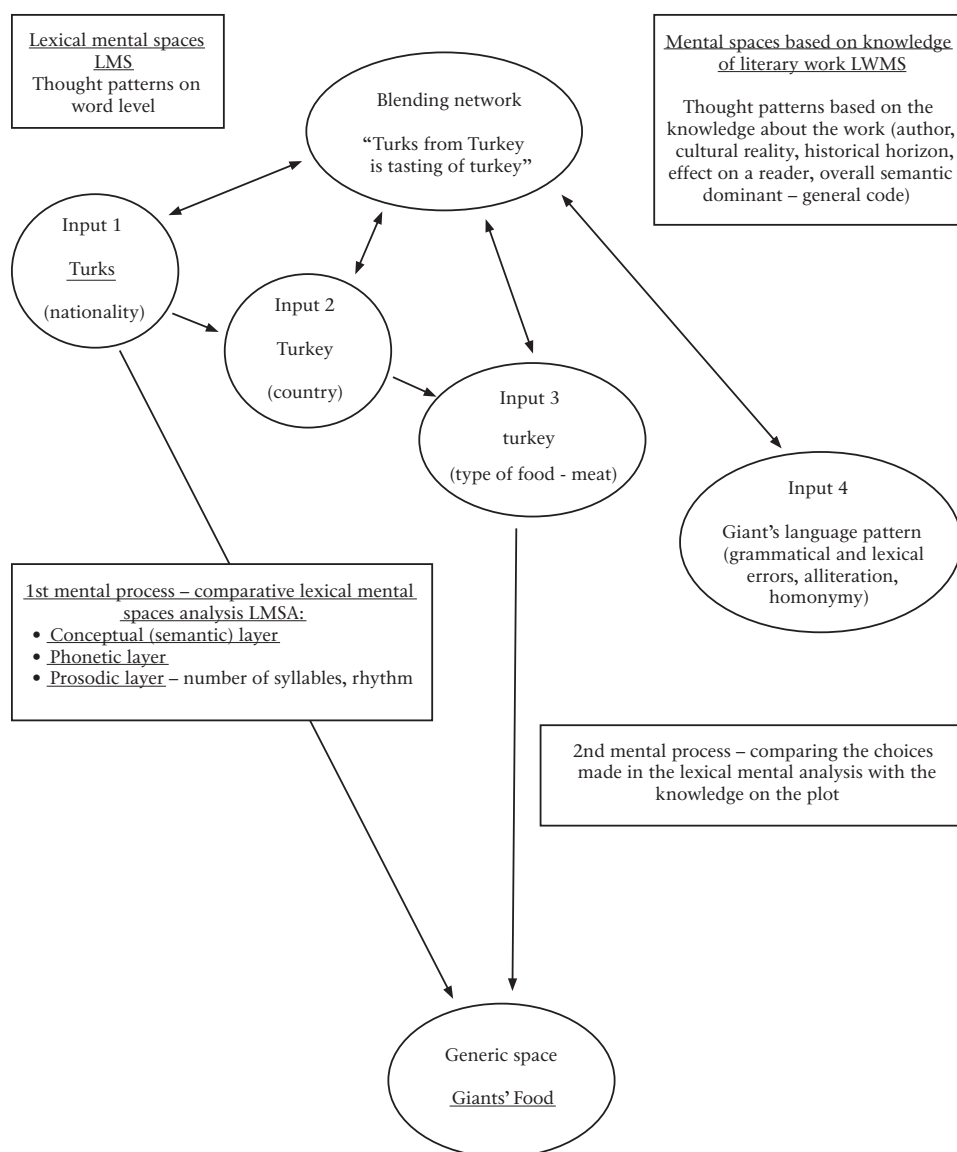 Lexical mental spaces
LMS
Thought patterns on
word level
Mental spaces based on knowledge
of literary work LWMS
Thought patterns based on the
knowledge about the work (author,
cultural reality, historical horizon,
effect on a reader, overall semantic
dominant – general code)
Blending network
“Turks from Turkey
is tasting of turkey”
Input 1
Turks
(nationality)
Input 2
Turkey
(country)
Input 3
turkey
(type of food - meat)
Input 4
Giant’s language pattern
(grammatical and lexical
errors, alliteration,
homonymy)
1st mental process – comparative lexical mental
spaces analysis LMSA:
• Conceptual (semantic) layer
• Phonetic layer
• Prosodic layer – number of syllables, rhythm
2nd mental process – comparing the choices
made in the lexical mental analysis with the
knowledge on the plot
Generic space
Giants’ Food